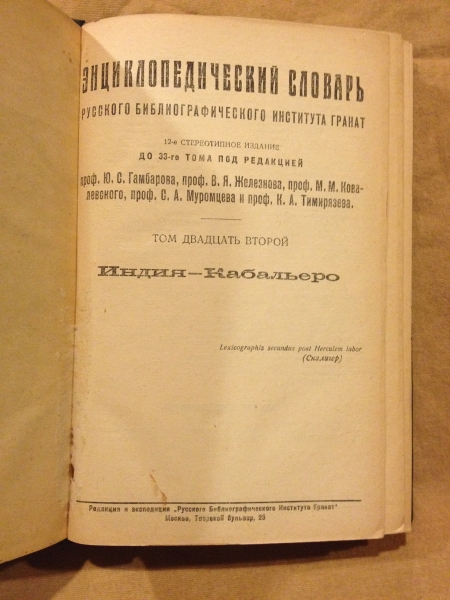 ЭНЦИКЛОПЕДИЧЕСКИЙ СЛОВАРЬ
РУССКОГО БИБЛИОГРАФИЧЕСКОГО ИНСТИТУТА ГРАНАТ
12-е СТЕРЕОТИПНОЕ ИЗДАНИЕ
ДО 33-го ТОМА ПОД РЕДАКЦИЕЙ
проф. Ю. С. Гамбарова, проф. В. Я. Железнова, проф. М. М. Кова-
левского, проф. С. А. Муромцева и проф. К. А. Тимирязева.
ТОМ ДВАДЦАТЬ ВТОРОЙ
Индия—Кабальеро
Lexicographis secundus post Herculem labor
(Скалигер)
Редакция и экспедиция „Русского Библиографического Института Гранат"
Москва, Тверской бульвар, 25